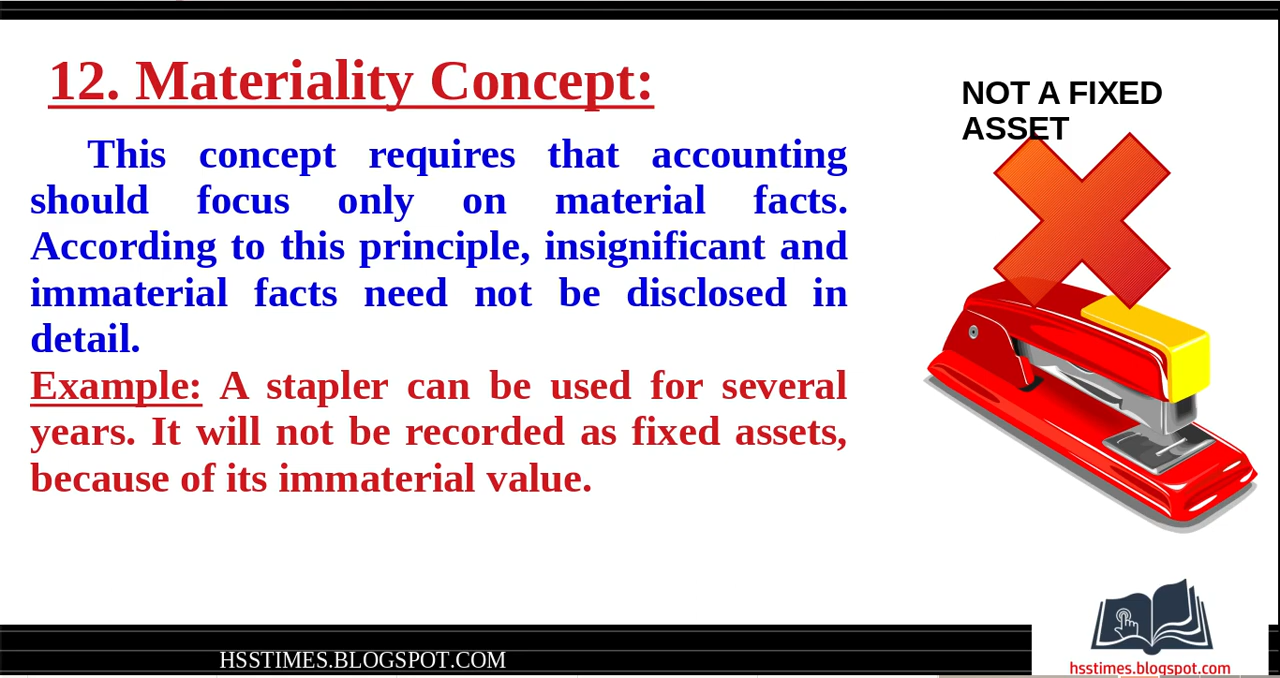 12. Materiality Concept:
NOT A FIXED
ASSET
This concept requires that accounting
should focus only on material facts.
According to this principle, insignificant and
immaterial facts need not be disclosed in
detail.
Example: A stapler can be used for several
years. It will not be recorded as fixed assets,
because of its immaterial value.
HSSTIMES.BLOGSPOT.COM
hsstimes.blogspot.com